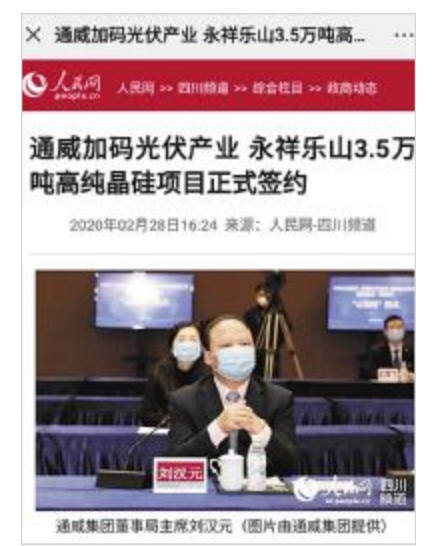 通威加码光伏产业 永祥乐山3.5万吨高...
人民网
people.cn
人民网 >> 四川频道 >> 综合栏目 >> 政商动态
通威加码光伏产业 永祥乐山3.5万
吨高纯晶硅项目正式签约
2020年02月28日16:24 来源：人民网-四川频道
刘汉元
人民网 四川
频道
通威集团董事局主席刘汉元（图片由通威集团提供）